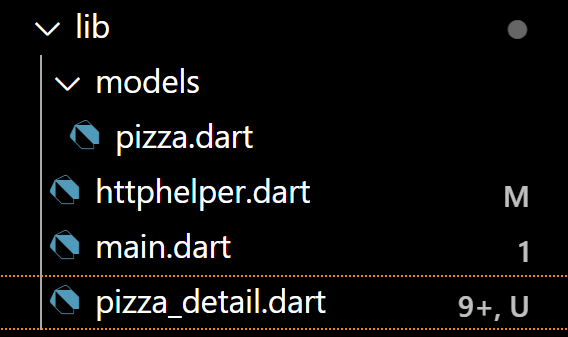 lib
models
pizza.dart
httphelper.dart M
main.dart 1
pizza_detail.dart 9+, U